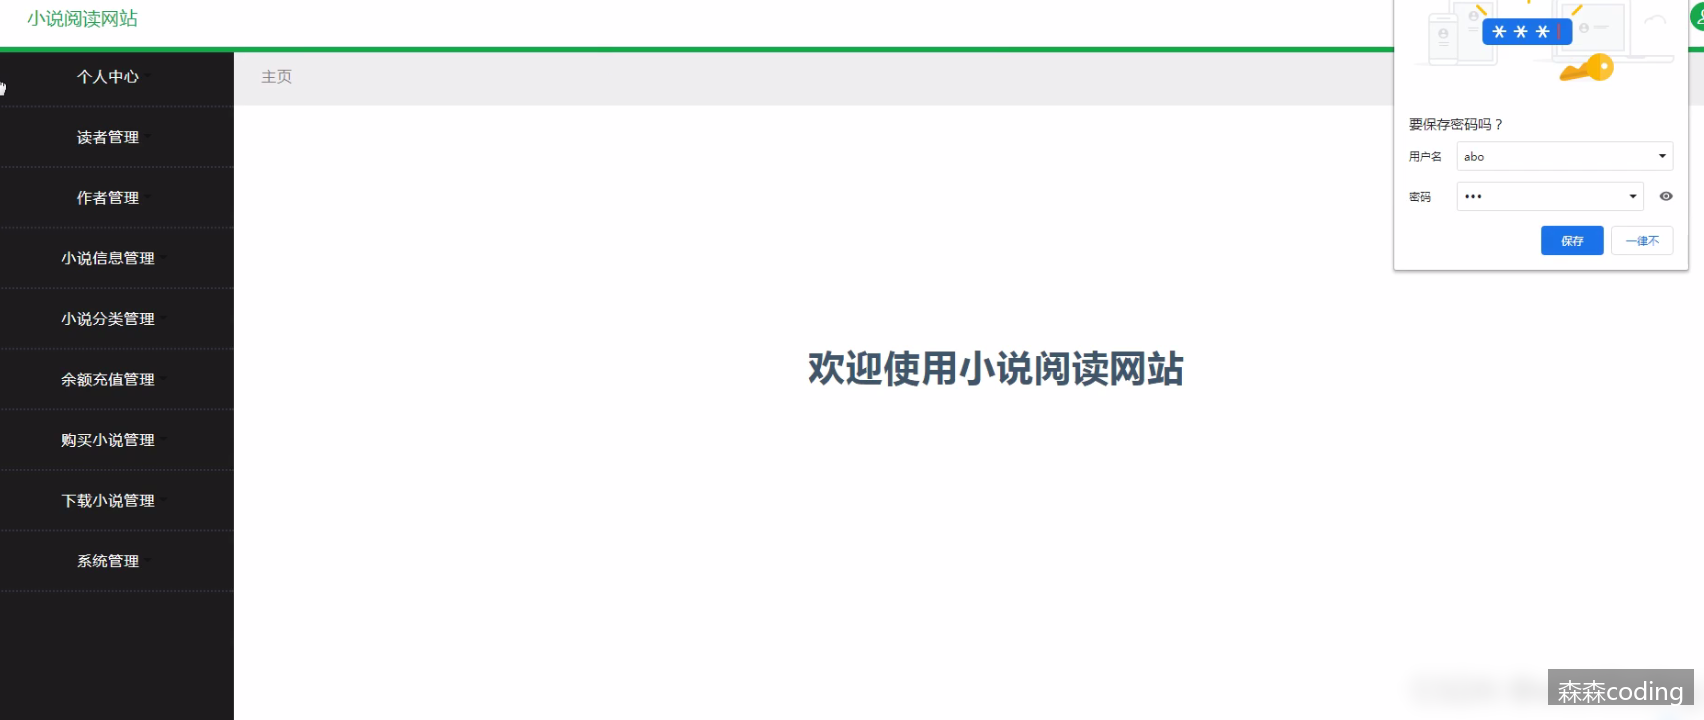 小说阅读网站
个人中心
读者管理
作者管理
小说信息管理
小说分类管理
余额充值管理
购买小说管理
下载小说管理
系统管理
主页
欢迎使用小说阅读网站
***
要保存密码吗？
用户名 abo
密码 •••
保存 一律不
森森coding